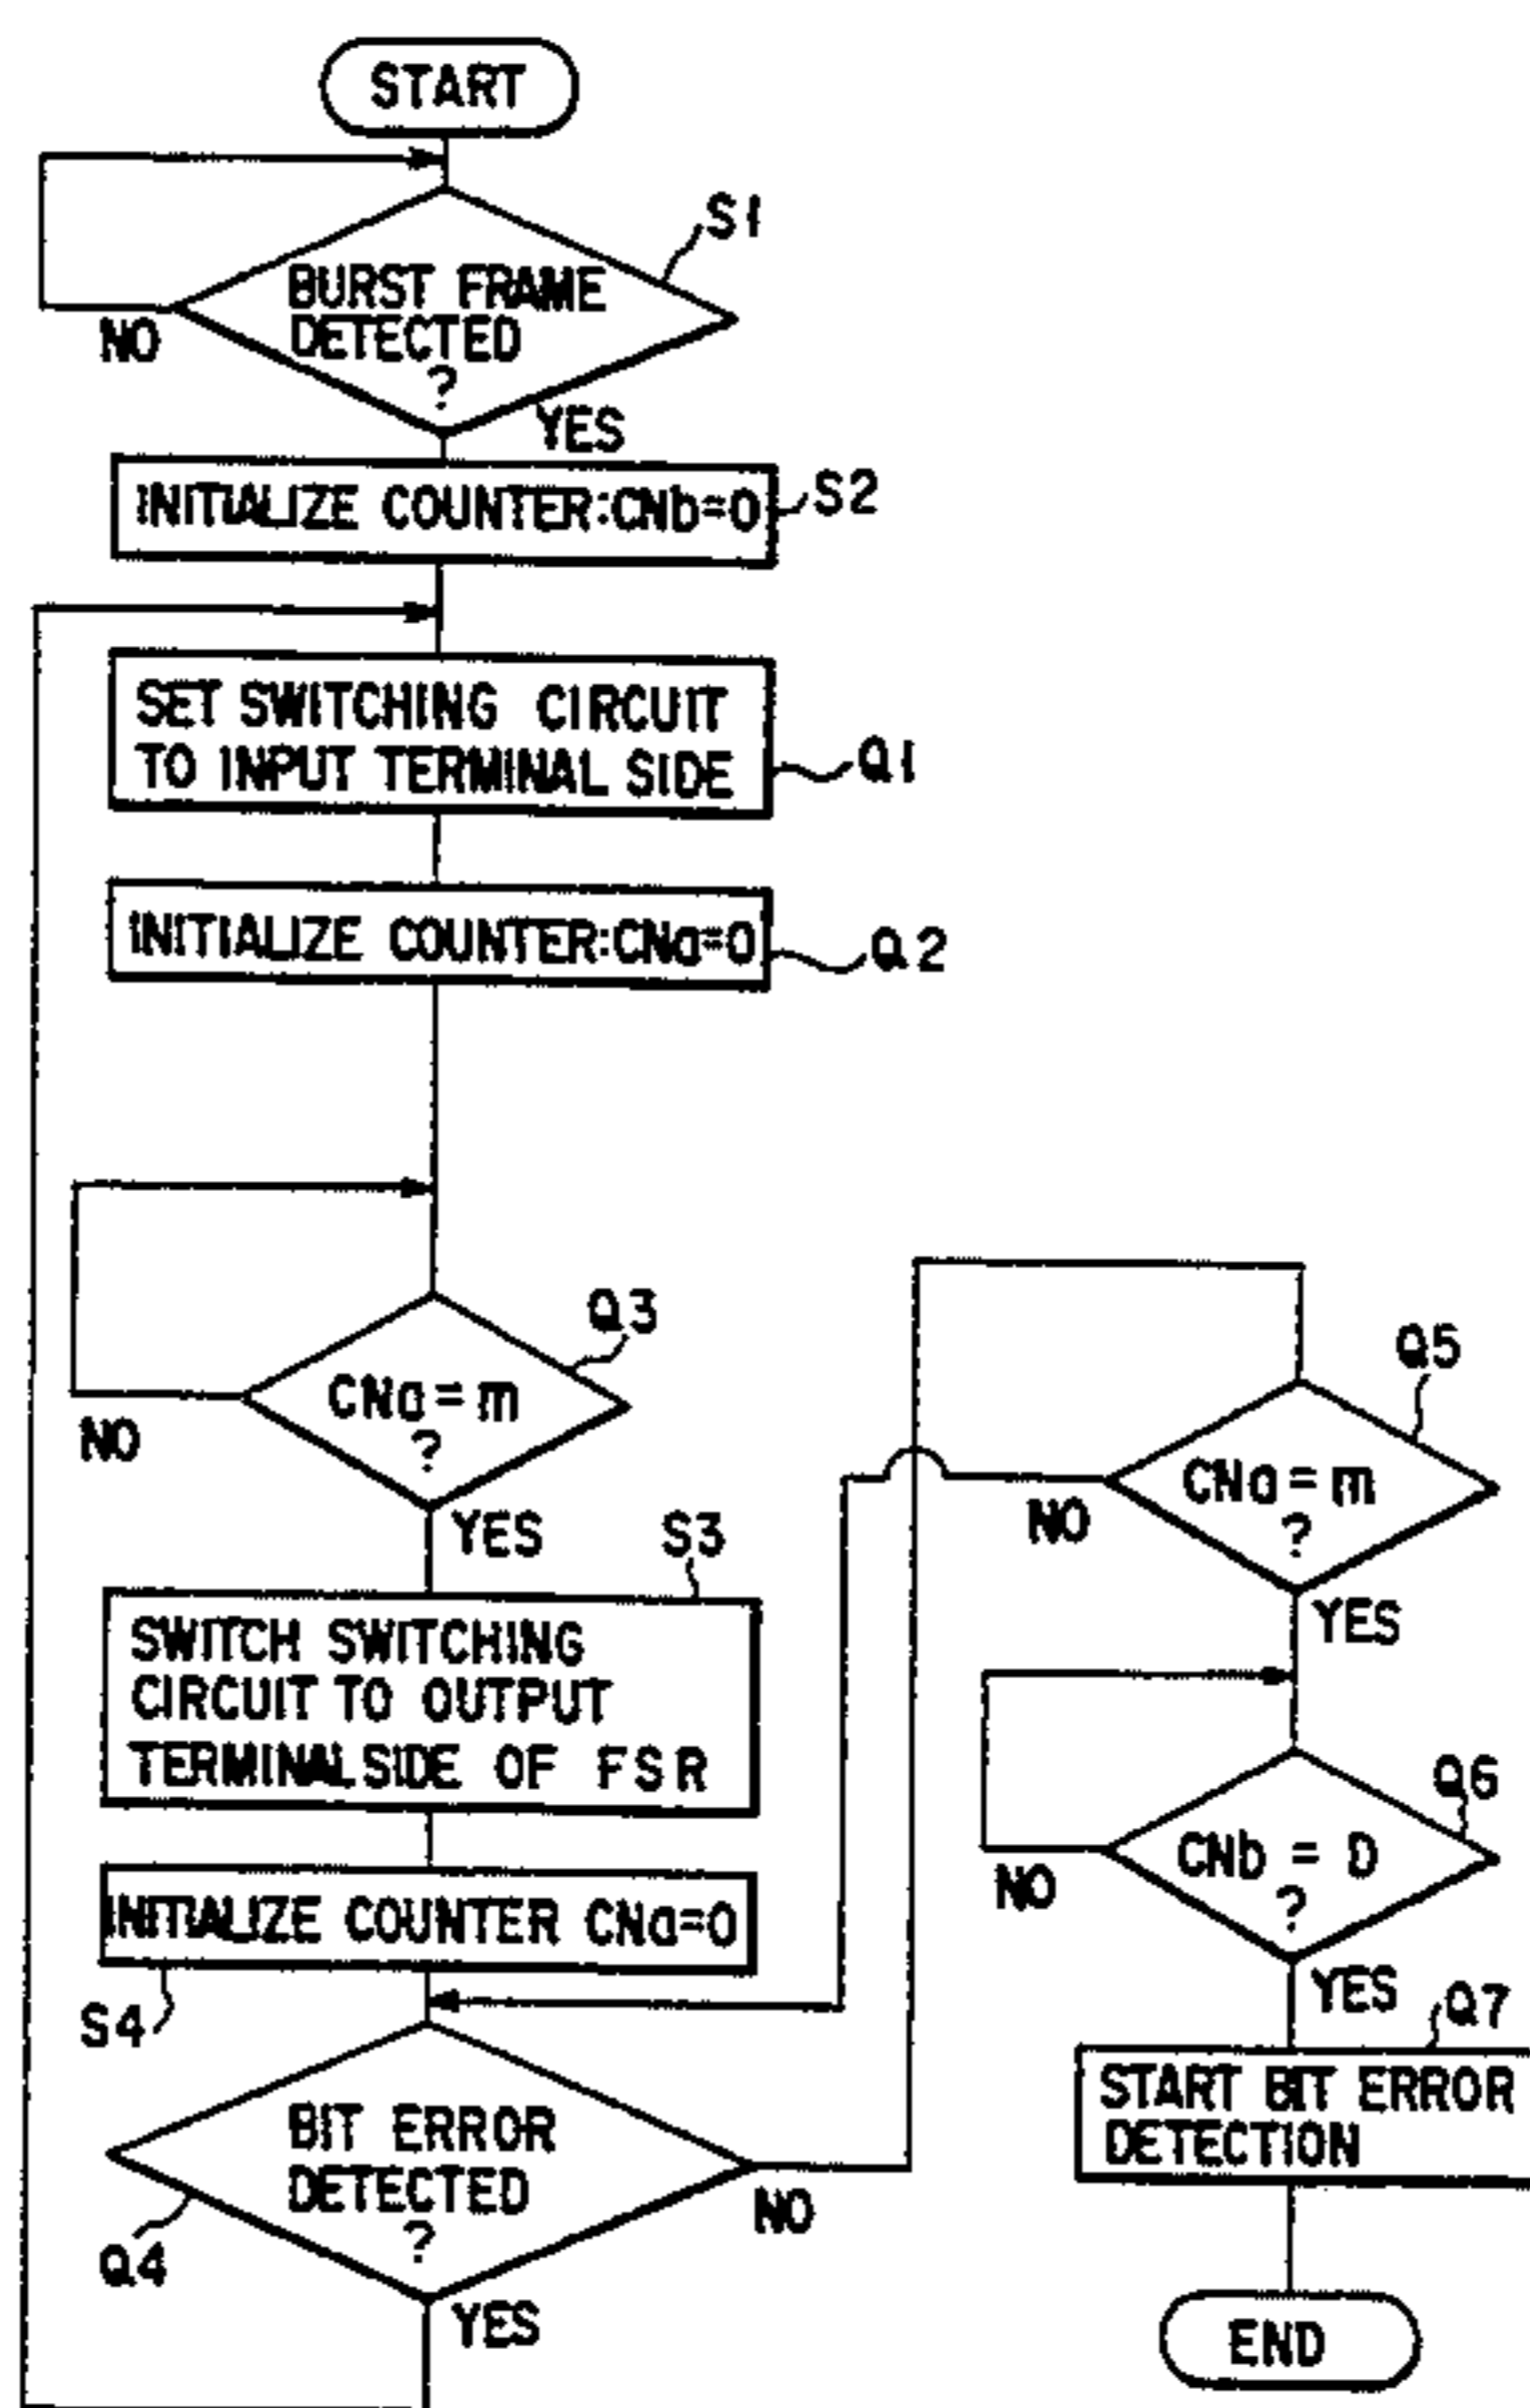 START
S1
BURST FRAME
DETECTED
?
NO
YES
INITIALIZE COUNTER:CNb=0
S2
SET SWITCHING CIRCUIT
TO INPUT TERMINAL SIDE
Q1
INITIALIZE COUNTER:CNa=0
Q2
Q3
CNa=m
?
NO
YES
S3
SWITCH SWITCHING
CIRCUIT TO OUTPUT
TERMINAL SIDE OF FSR
INITIALIZE COUNTER CNa=0
S4
BIT ERROR
DETECTED
?
Q4
NO
YES
Q5
CNa=m
?
NO
YES
Q6
CNb = D
?
NO
YES
Q7
START BIT ERROR
DETECTION
END